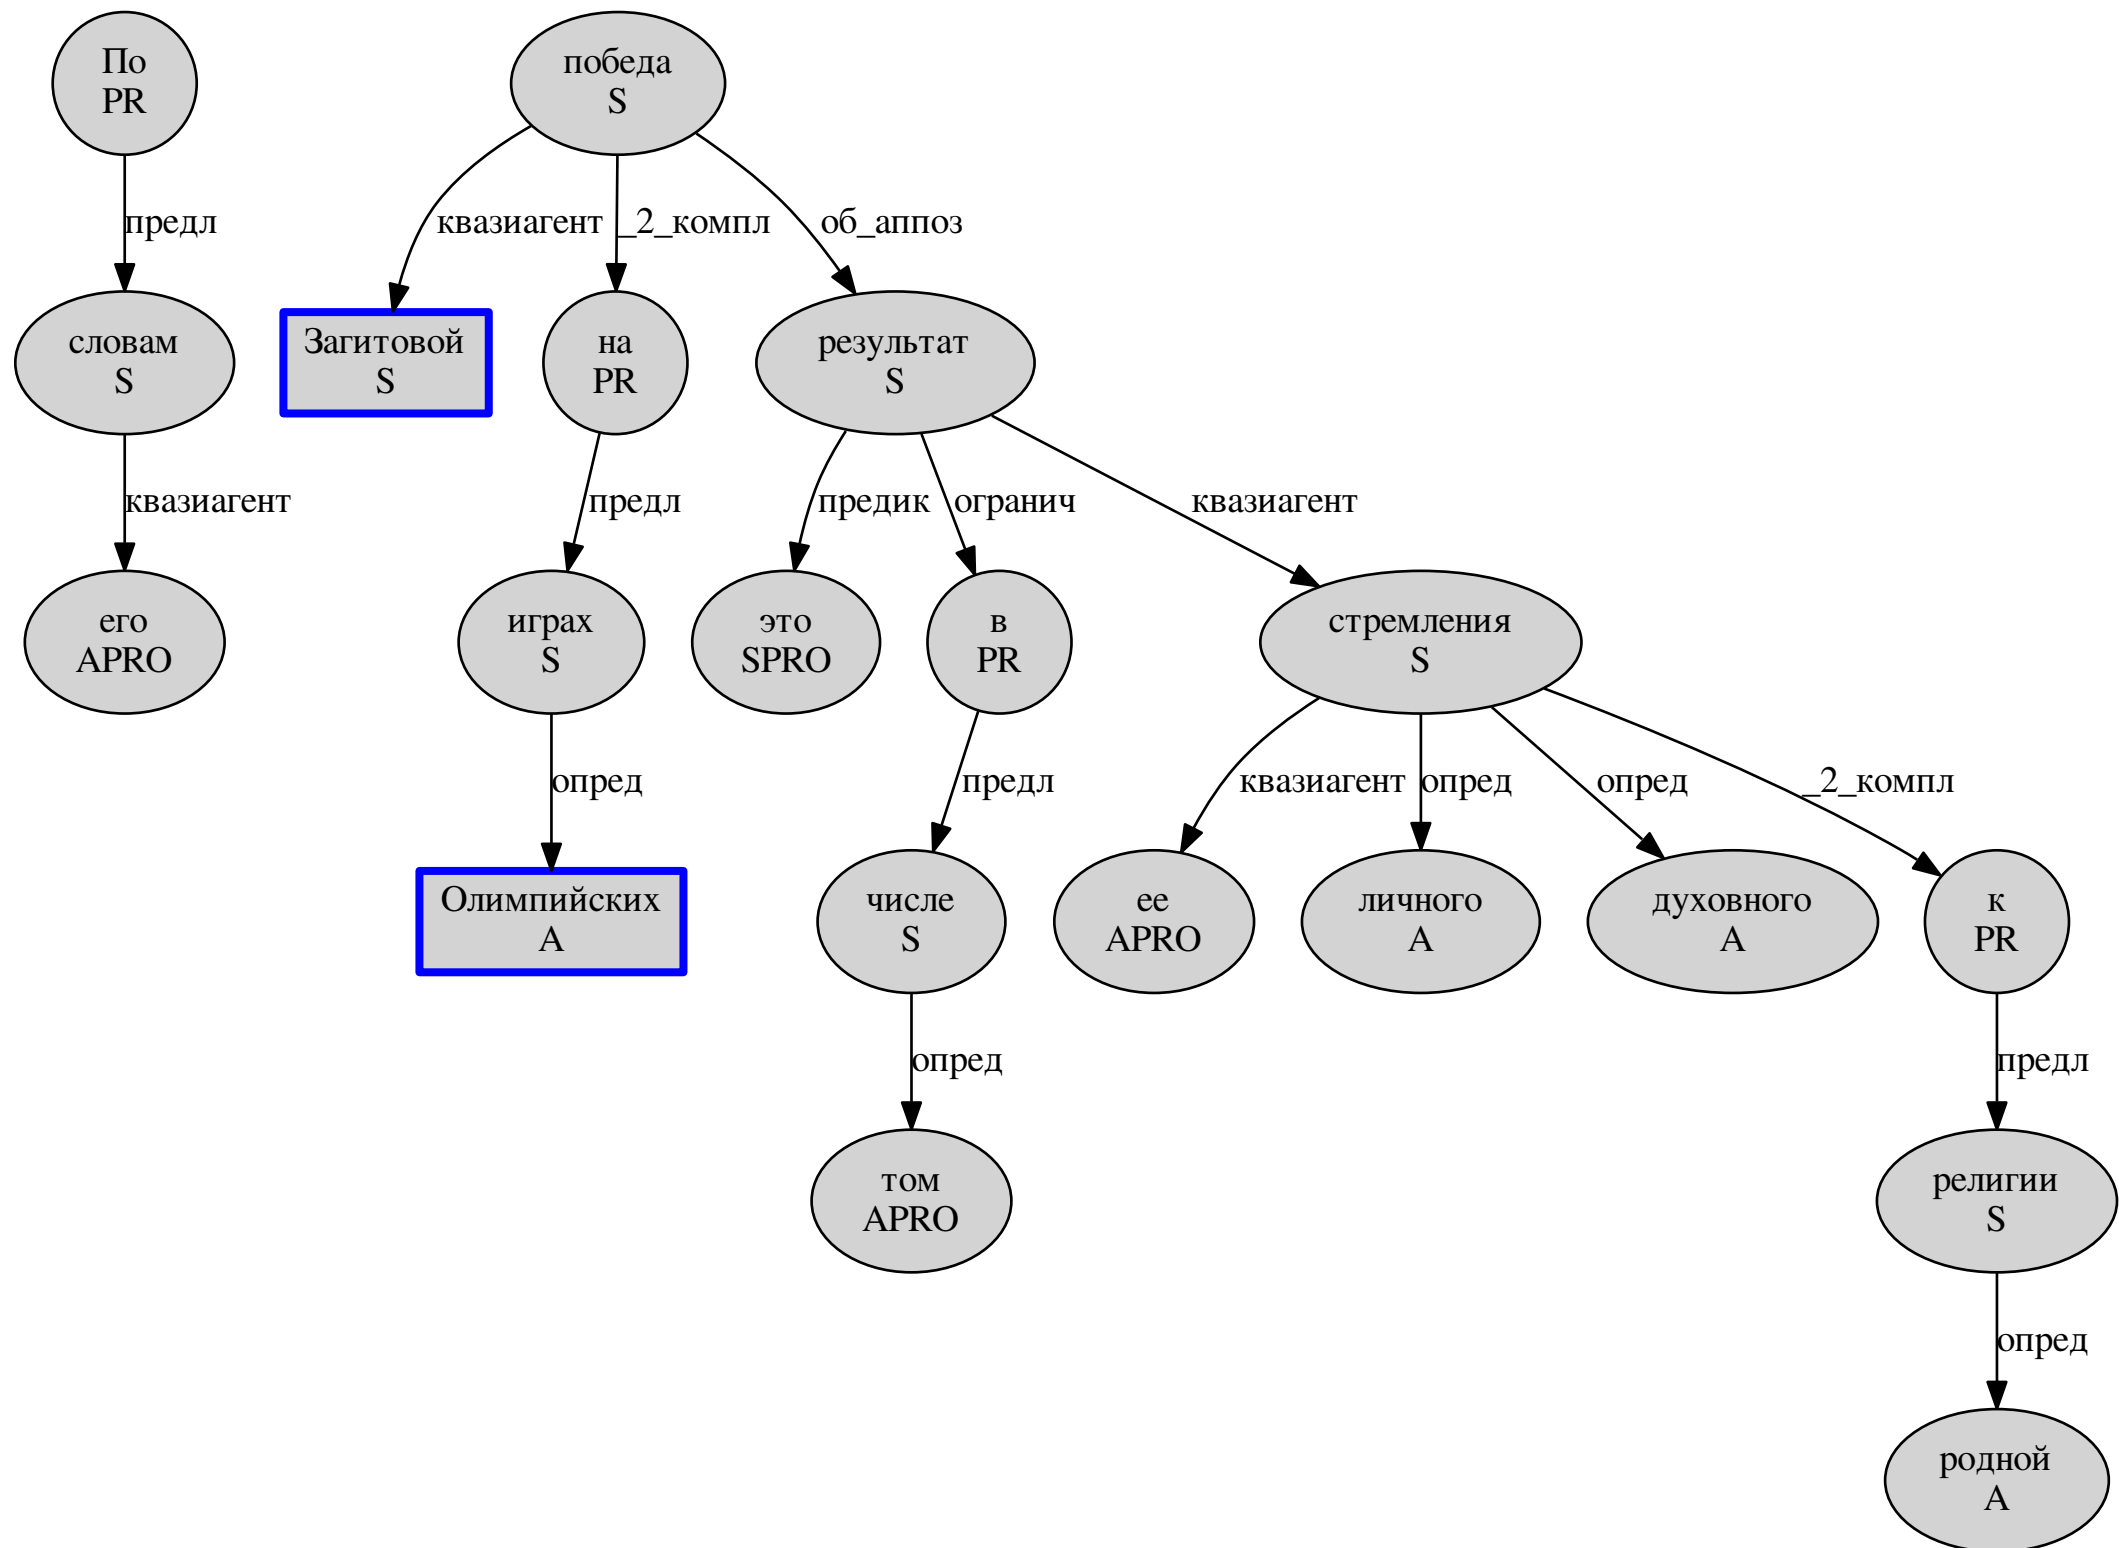 По
PR
победа
S
предл
квазиагент
_2_компл
об_аппоз
словам
S
Загитовой
S
на
PR
результат
S
квазиагент
предл
предик
огранич
квазиагент
его
APRO
играх
S
это
SPRO
в
PR
стремления
S
опред
предл
квазиагент
опред
опред
_2_компл
Олимпийских
A
числе
S
ее
APRO
личного
A
духовного
A
к
PR
опред
предл
том
APRO
религии
S
опред
родной
A